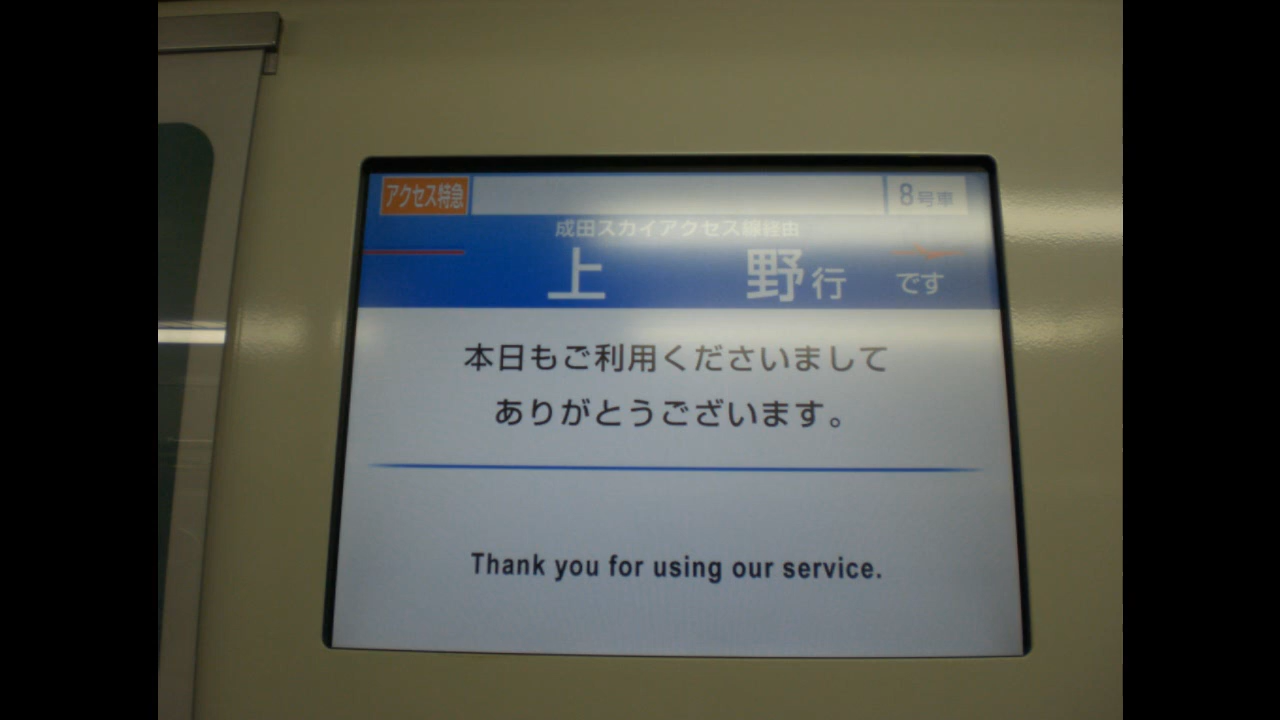 アクセス特急 8号車
成田スカイアクセス線経由
上野行 です
本日もご利用くださいまして
ありがとうございます。
Thank you for using our service.